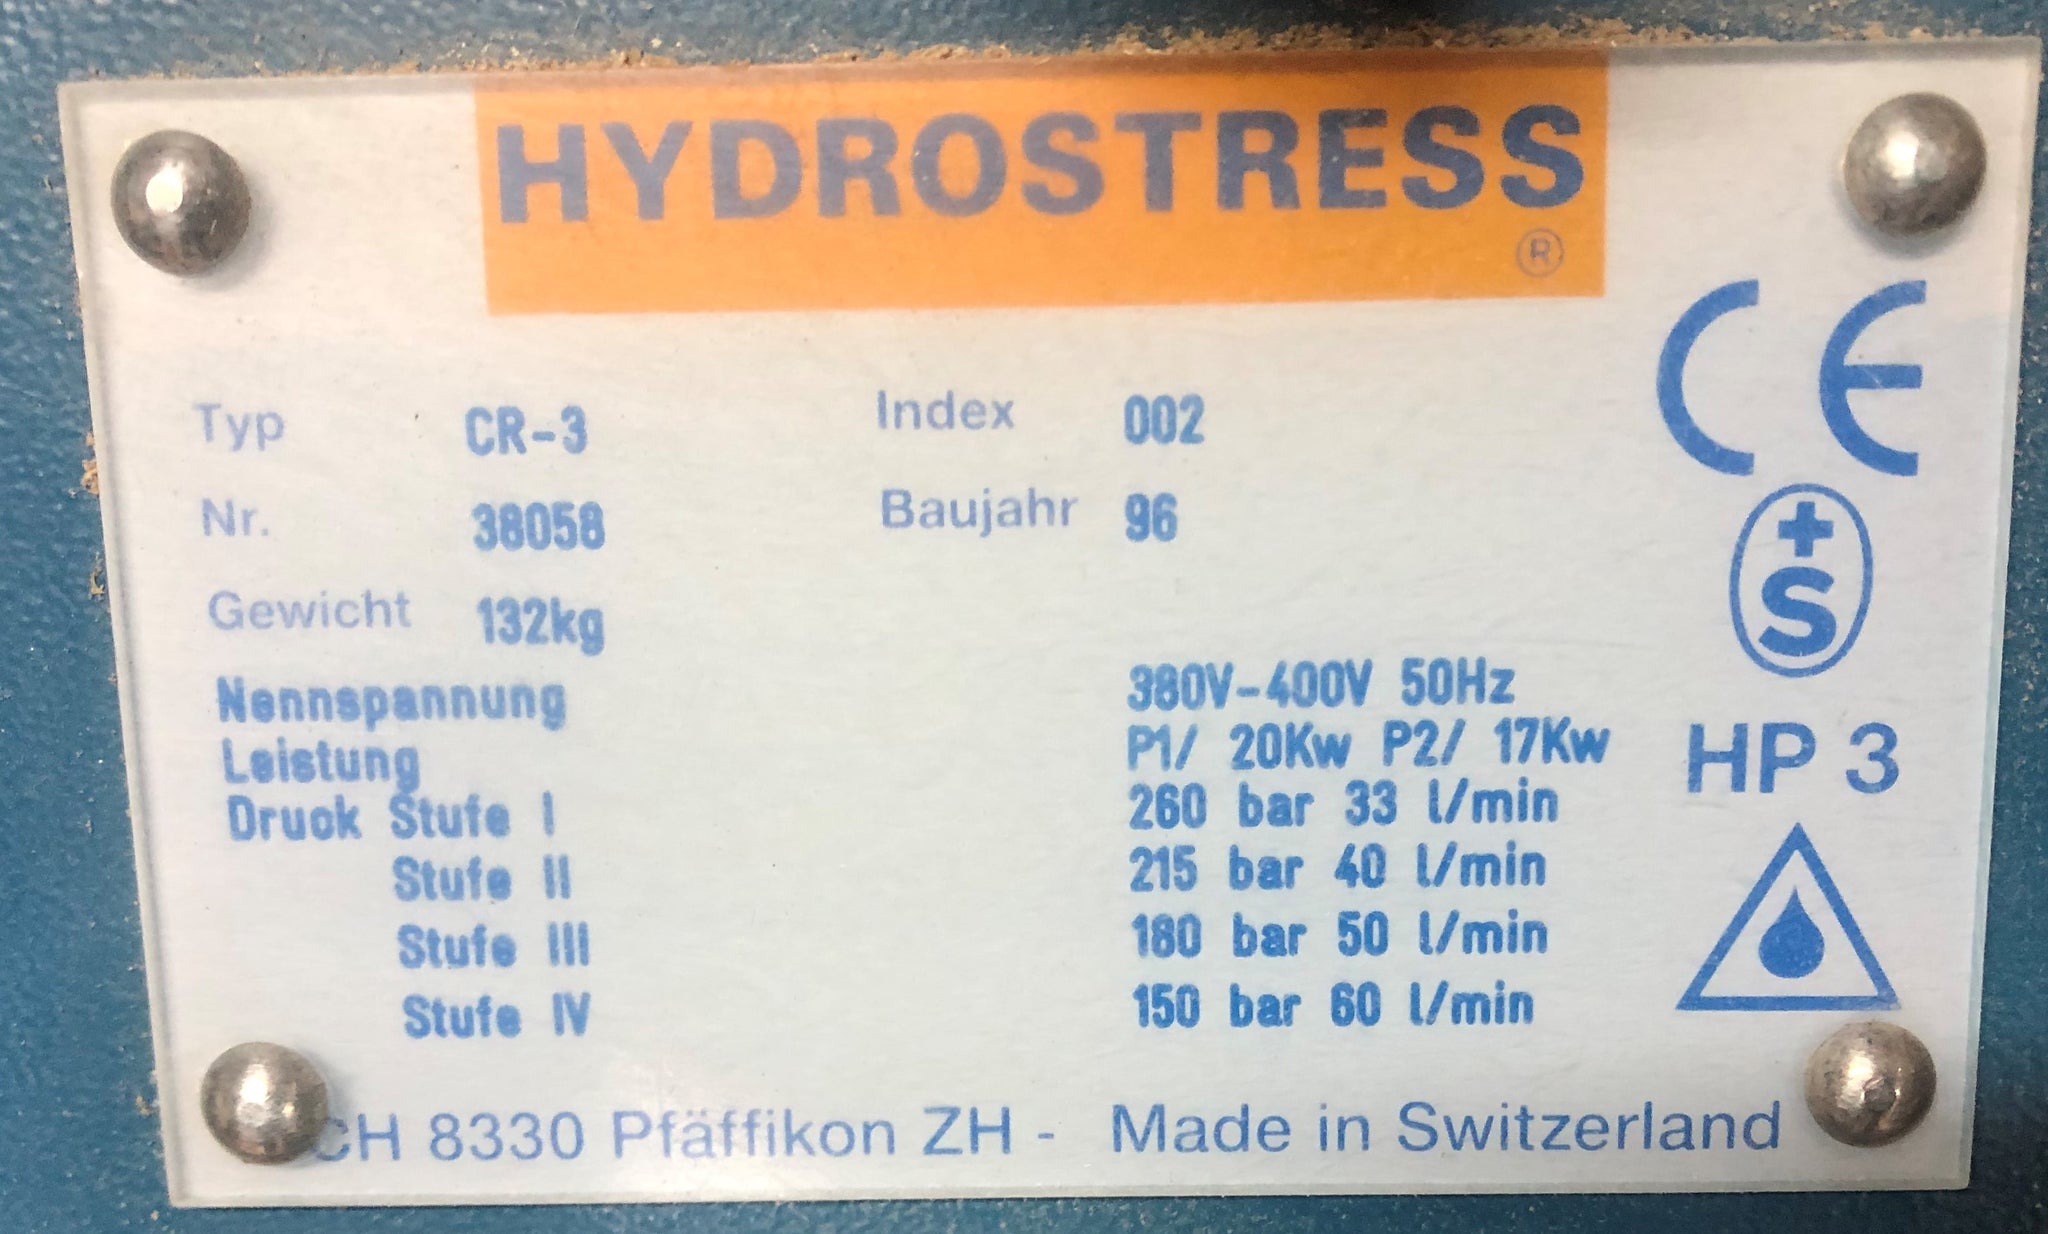 HYDROSTRESS
®
CE
Typ CR-3 Index 002
Nr. 38058 Baujahr 96
+S
Gewicht 132kg
Nennspannung 380V-400V 50Hz
Leistung P1/ 20Kw P2/ 17Kw
HP 3
Druck Stufe I 260 bar 33 l/min
Stufe II 215 bar 40 l/min
Stufe III 180 bar 50 l/min
Stufe IV 150 bar 60 l/min
CH 8330 Pfäffikon ZH - Made in Switzerland